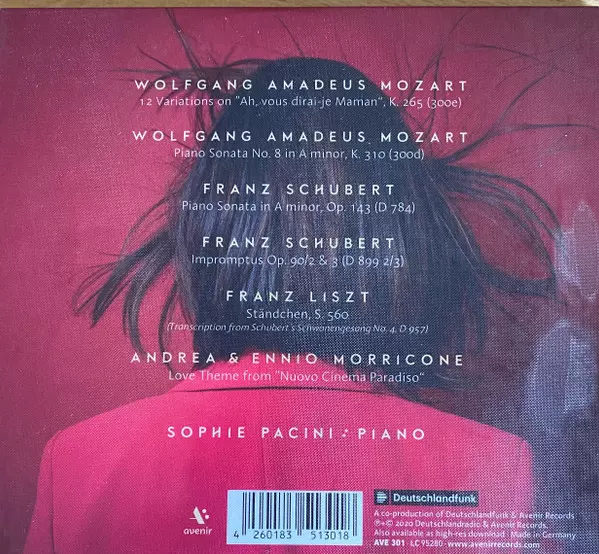 WOLFGANG AMADEUS MOZART
12 Variations on "Ah, vous dirai-je Maman", K. 265 (300e)
WOLFGANG AMADEUS MOZART
Piano Sonata No. 8 in A minor, K. 310 (300d)
FRANZ SCHUBERT
Piano Sonata in A minor, Op. 143 (D 784)
FRANZ SCHUBERT
Impromptus Op. 90/2 & 3 (D 899 2/3)
FRANZ LISZT
Ständchen, S. 560
(Transcription from Schubert's Schwanengesang No. 4, D 957)
ANDREA & ENNIO MORRICONE
Love Theme from "Nuovo Cinema Paradiso"
SOPHIE PACINI : PIANO
avenir
4 260183 513018
Deutschlandfunk
A co-production of Deutschlandfunk & Avenir Records
℗+© 2020 Deutschlandradio & Avenir Records.
Also available as high-res download | Made in Germany
AVE 301 · LC 95280 · www.avenirrecords.com